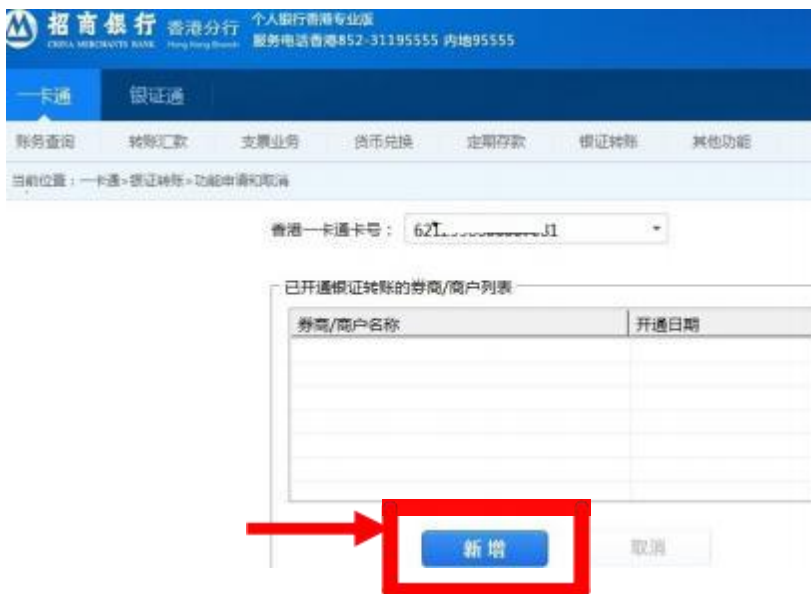 招商银行 香港分行 个人银行香港专业版
CHINA MERCHANTS BANK Hong Kong Branch 服务电话香港852-31195555 内地95555
一卡通 银证通
账务查询 转账汇款 支票业务 货币兑换 定期存款 银证转账 其他功能
当前位置：一卡通>银证转账>功能申请和取消
香港一卡通卡号：
已开通银证转账的券商/商户列表
券商/商户名称 开通日期
新增 取消